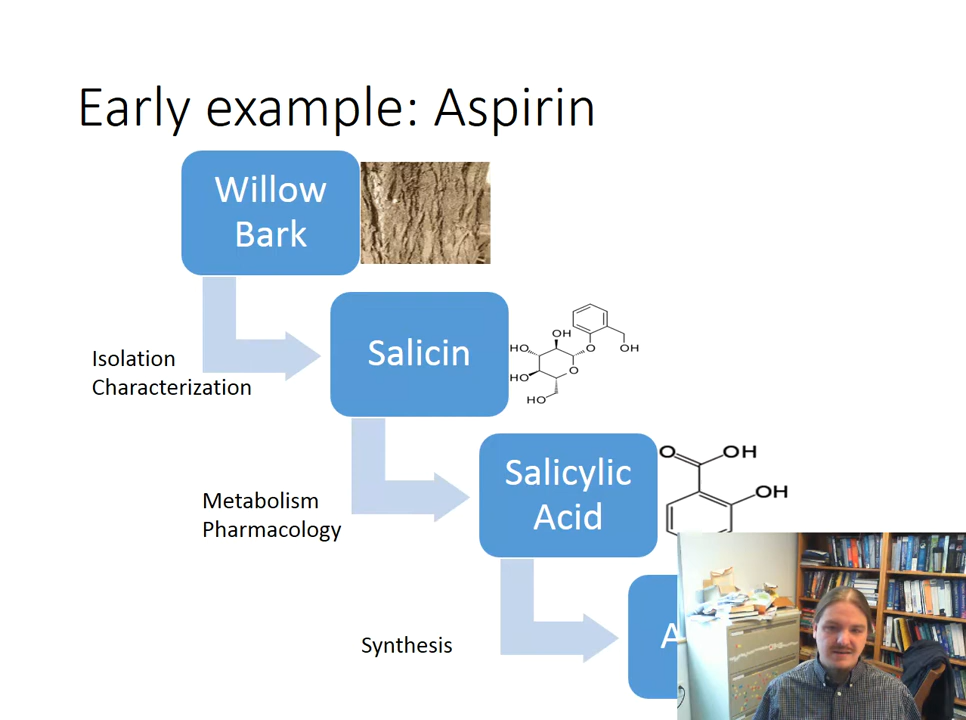 Early example: Aspirin
Willow
Bark
Isolation
Characterization
Salicin
OH
HO
O
OH
HO
O
HO
Metabolism
Pharmacology
Salicylic
Acid
O
OH
OH
Synthesis
A